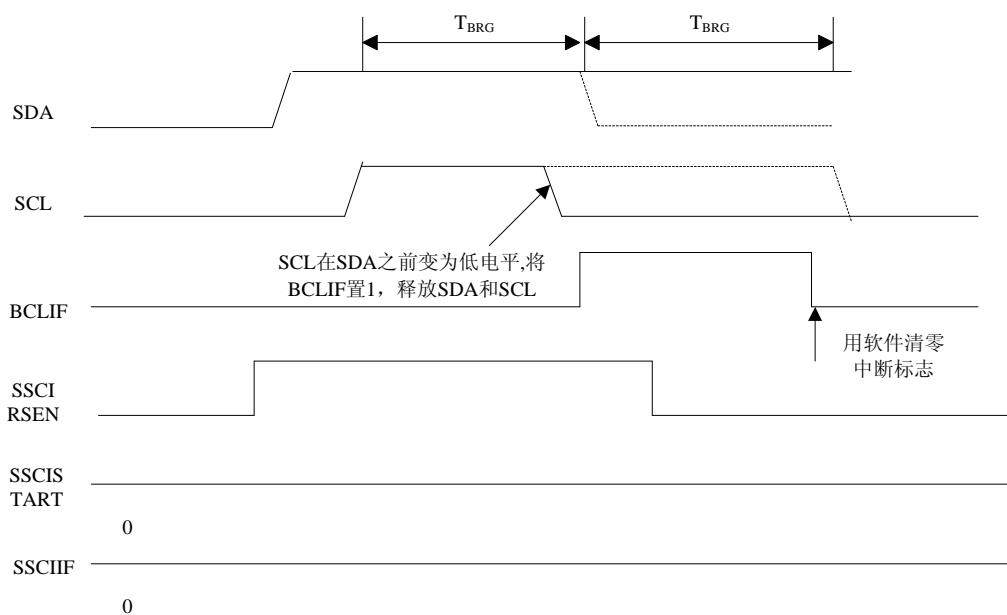 TBRG TBRG
SDA
SCL
SCL在SDA之前变为低电平,将
BCLIF置1，释放SDA和SCL
BCLIF
用软件清零
中断标志
SSCI
RSEN
SSCIS
TART
0
SSCIIF
0